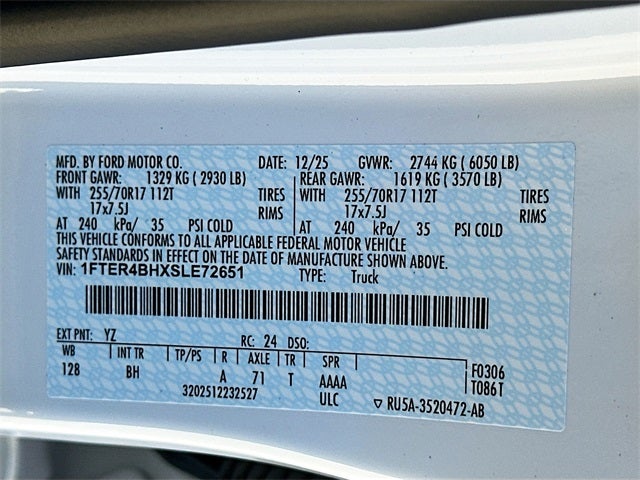 MFD. BY FORD MOTOR CO. DATE: 12/25 GVWR: 2744 KG ( 6050 LB)
FRONT GAWR: 1329 KG ( 2930 LB) REAR GAWR: 1619 KG ( 3570 LB)
WITH 255/70R17 112T TIRES WITH 255/70R17 112T TIRES
17x7.5J RIMS 17x7.5J RIMS
AT 240 kPa/ 35 PSI COLD AT 240 kPa/ 35 PSI COLD
THIS VEHICLE CONFORMS TO ALL APPLICABLE FEDERAL MOTOR VEHICLE
SAFETY STANDARDS IN EFFECT ON THE DATE OF MANUFACTURE SHOWN ABOVE.
VIN: 1FTER4BHXSLE72651 TYPE: Truck
EXT PNT: YZ RC: 24 DSO:
WB INT TR TP/PS R AXLE TR SPR F0306
128 BH A 71 T AAAA T086T
3202512232527 ULC ▽ RU5A-3520472-AB